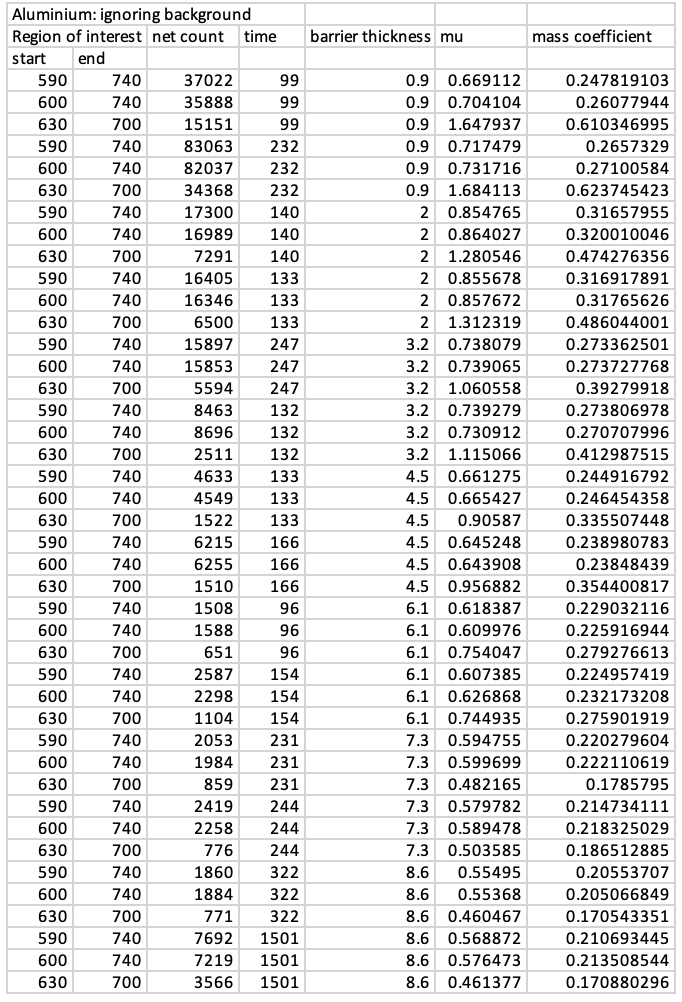 Aluminium: ignoring background
Region of interest net count time barrier thickness mu mass coefficient
start end
590 740 37022 99 0.9 0.669112 0.247819103
600 740 35888 99 0.9 0.704104 0.26077944
630 700 15151 99 0.9 1.647937 0.610346995
590 740 83063 232 0.9 0.717479 0.2657329
600 740 82037 232 0.9 0.731716 0.27100584
630 700 34368 232 0.9 1.684113 0.623745423
590 740 17300 140 2 0.854765 0.31657955
600 740 16989 140 2 0.864027 0.320010046
630 700 7291 140 2 1.280546 0.474276356
590 740 16405 133 2 0.855678 0.316917891
600 740 16346 133 2 0.857672 0.31765626
630 700 6500 133 2 1.312319 0.486044001
590 740 15897 247 3.2 0.738079 0.273362501
600 740 15853 247 3.2 0.739065 0.273727768
630 700 5594 247 3.2 1.060558 0.39279918
590 740 8463 132 3.2 0.739279 0.273806978
600 740 8696 132 3.2 0.730912 0.270707996
630 700 2511 132 3.2 1.115066 0.412987515
590 740 4633 133 4.5 0.661275 0.244916792
600 740 4549 133 4.5 0.665427 0.246454358
630 700 1522 133 4.5 0.90587 0.335507448
590 740 6215 166 4.5 0.645248 0.238980783
600 740 6255 166 4.5 0.643908 0.23848439
630 700 1510 166 4.5 0.956882 0.354400817
590 740 1508 96 6.1 0.618387 0.229032116
600 740 1588 96 6.1 0.609976 0.225916944
630 700 651 96 6.1 0.754047 0.279276613
590 740 2587 154 6.1 0.607385 0.224957419
600 740 2298 154 6.1 0.626868 0.232173208
630 700 1104 154 6.1 0.744935 0.275901919
590 740 2053 231 7.3 0.594755 0.220279604
600 740 1984 231 7.3 0.599699 0.222110619
630 700 859 231 7.3 0.482165 0.1785795
590 740 2419 244 7.3 0.579782 0.214734111
600 740 2258 244 7.3 0.589478 0.218325029
630 700 776 244 7.3 0.503585 0.186512885
590 740 1860 322 8.6 0.55495 0.20553707
600 740 1884 322 8.6 0.55368 0.205066849
630 700 771 322 8.6 0.460467 0.170543351
590 740 7692 1501 8.6 0.568872 0.210693445
600 740 7219 1501 8.6 0.576473 0.213508544
630 700 3566 1501 8.6 0.461377 0.170880296